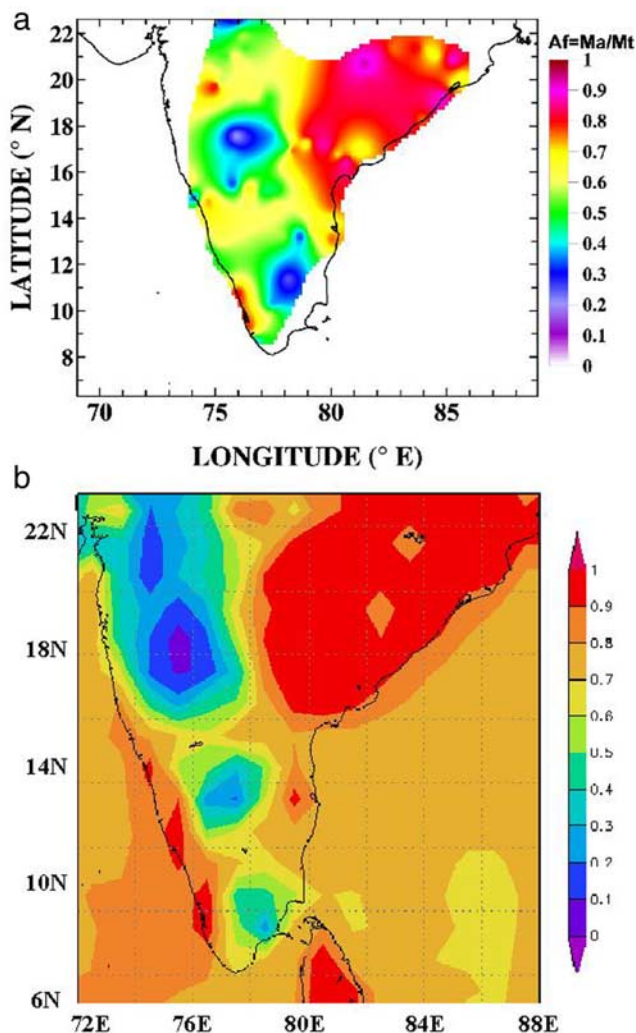 a
Af=Ma/Mt
22
20
18
16
14
12
10
8
LATITUDE (° N)
1
0.9
0.8
0.7
0.6
0.5
0.4
0.3
0.2
0.1
0
70 75 80 85
LONGITUDE (° E)
b
22N
18N
14N
10N
6N
72E 76E 80E 84E 88E
1
0.9
0.8
0.7
0.6
0.5
0.4
0.3
0.2
0.1
0